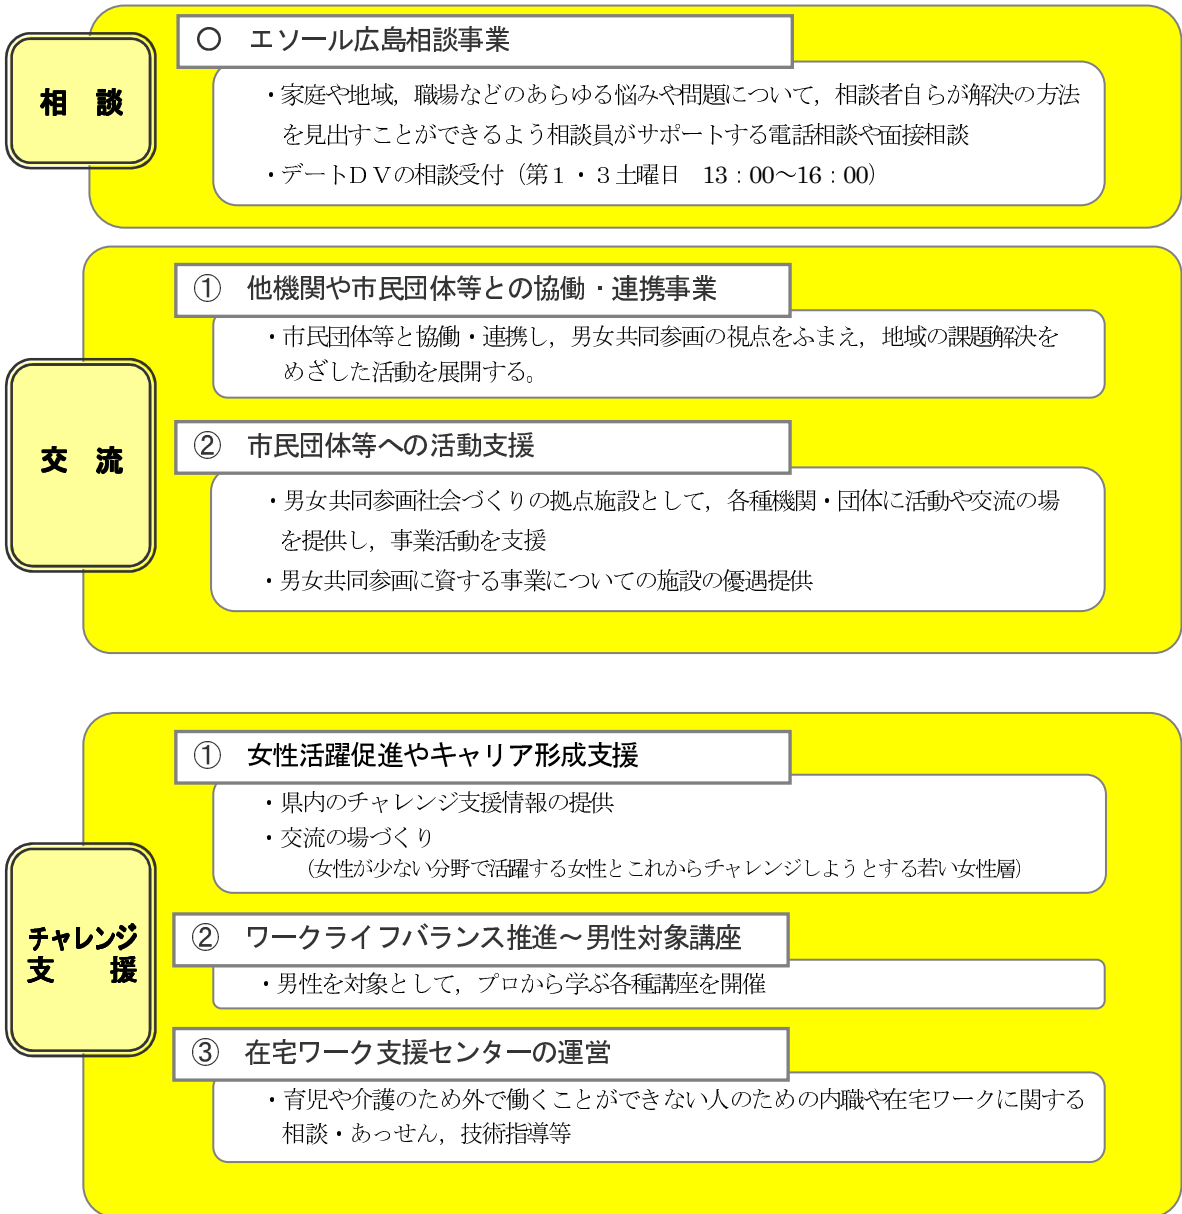 相　談
〇　エソール広島相談事業
・家庭や地域，職場などのあらゆる悩みや問題について，相談者自らが解決の方法
を見出すことができるよう相談員がサポートする電話相談や面接相談
・デートＤＶの相談受付（第１・３土曜日　13：00～16：00）
交　流
①　他機関や市民団体等との協働・連携事業
・市民団体等と協働・連携し，男女共同参画の視点をふまえ，地域の課題解決を
めざした活動を展開する。
②　市民団体等への活動支援
・男女共同参画社会づくりの拠点施設として，各種機関・団体に活動や交流の場
を提供し，事業活動を支援
・男女共同参画に資する事業についての施設の優遇提供
チャレンジ
支　　援
①　女性活躍促進やキャリア形成支援
・県内のチャレンジ支援情報の提供
・交流の場づくり
（女性が少ない分野で活躍する女性とこれからチャレンジしようとする若い女性層）
②　ワークライフバランス推進～男性対象講座
・男性を対象として，プロから学ぶ各種講座を開催
③　在宅ワーク支援センターの運営
・育児や介護のため外で働くことができない人のための内職や在宅ワークに関する
相談・あっせん，技術指導等